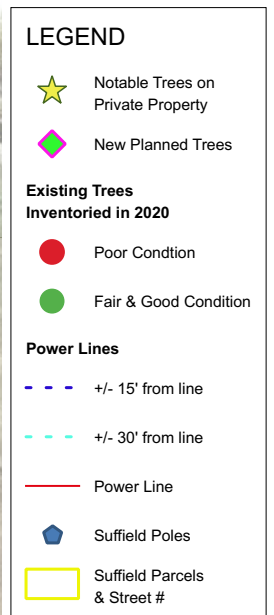 LEGEND
Notable Trees on
Private Property
New Planned Trees
Existing Trees
Inventoried in 2020
Poor Condtion
Fair & Good Condition
Power Lines
+/- 15' from line
+/- 30' from line
Power Line
Suffield Poles
Suffield Parcels
& Street #